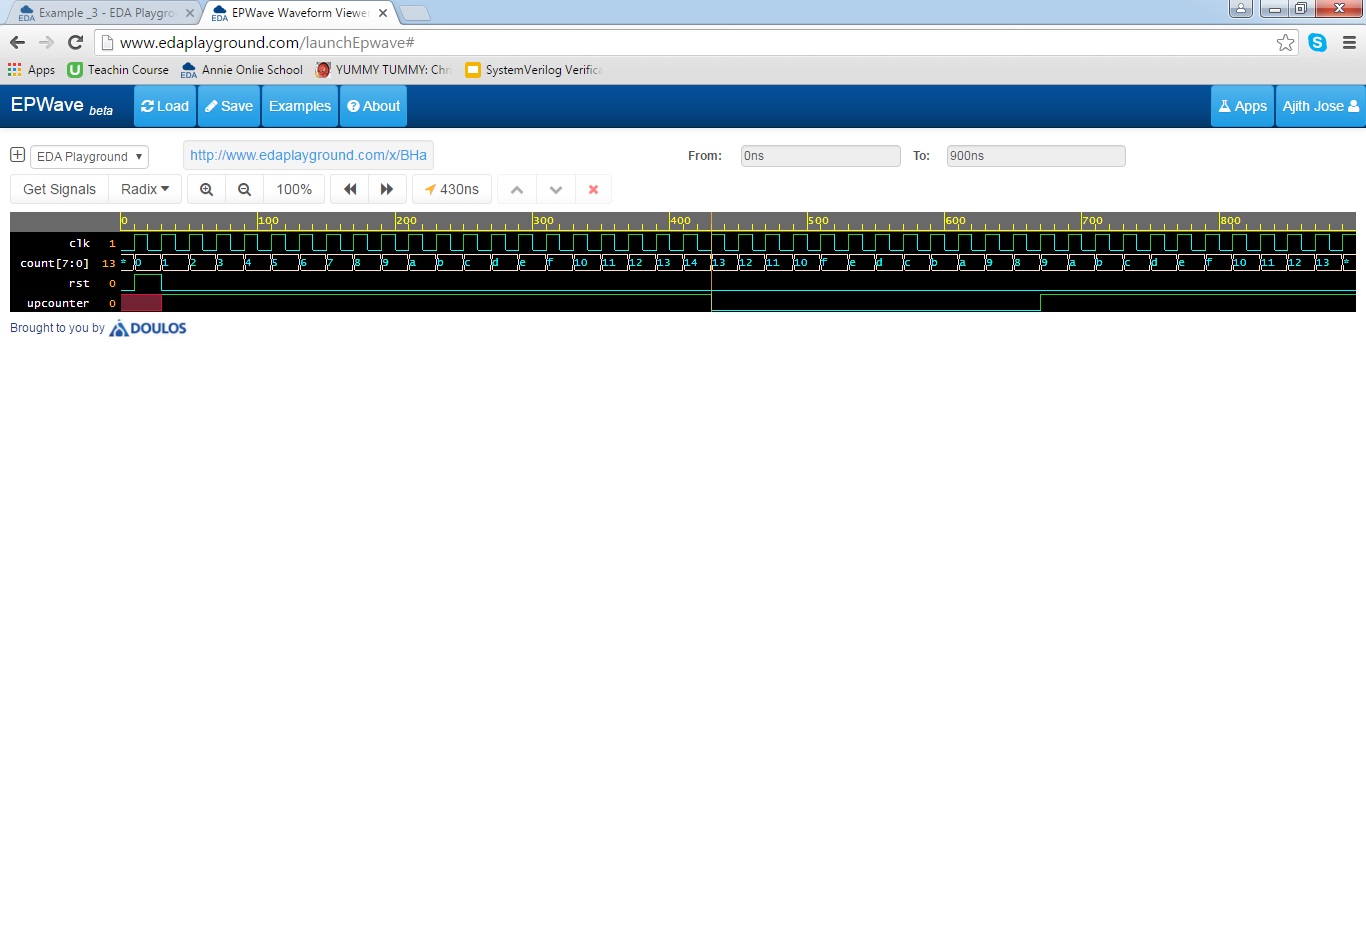 Example _3 - EDA Playgro
EPWave Waveform Viewe
www.edaplayground.com/launchEpwave#
Apps Teachin Course Annie Onlie School YUMMY TUMMY: Chr SystemVerilog Verifica
EPWave beta Load Save Examples About Apps Ajith Jose
EDA Playground http://www.edaplayground.com/x/BHa From: 0ns To: 900ns
Get Signals Radix 100% 430ns
0 100 200 300 400 500 600 700 800
clk 1
count[7:0] 13 * 0 1 2 3 4 5 6 7 8 9 a b c d e f 10 11 12 13 14 13 12 11 10 f e d c b a 9 8 9 a b c d e f 10 11 12 13 *
rst 0
upcounter 0
Brought to you by DOULOS